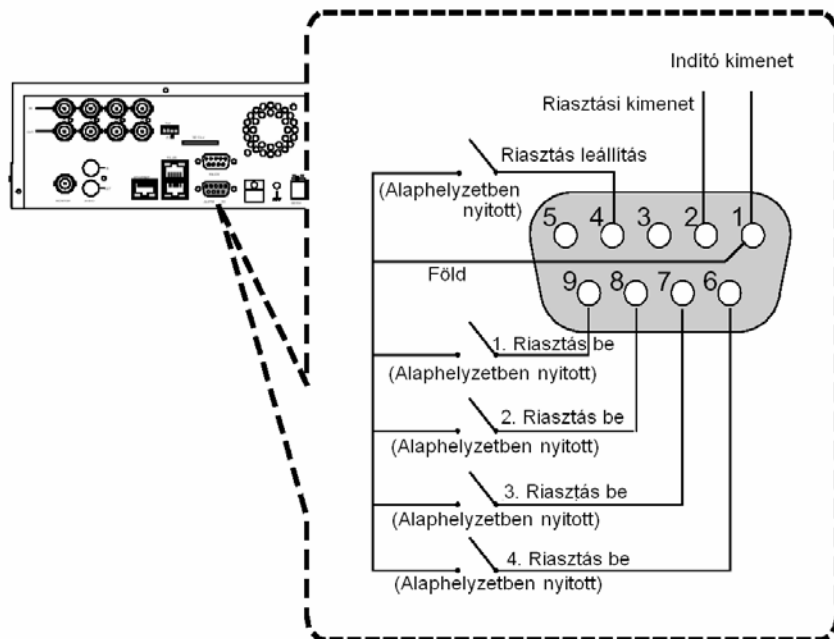 Indító kimenet
Riasztási kimenet
Riasztás leállítás
(Alaphelyzetben
nyitott)
5 4 3 2 1
Föld
9 8 7 6
1. Riasztás be
(Alaphelyzetben nyitott)
2. Riasztás be
(Alaphelyzetben nyitott)
3. Riasztás be
(Alaphelyzetben nyitott)
4. Riasztás be
(Alaphelyzetben nyitott)